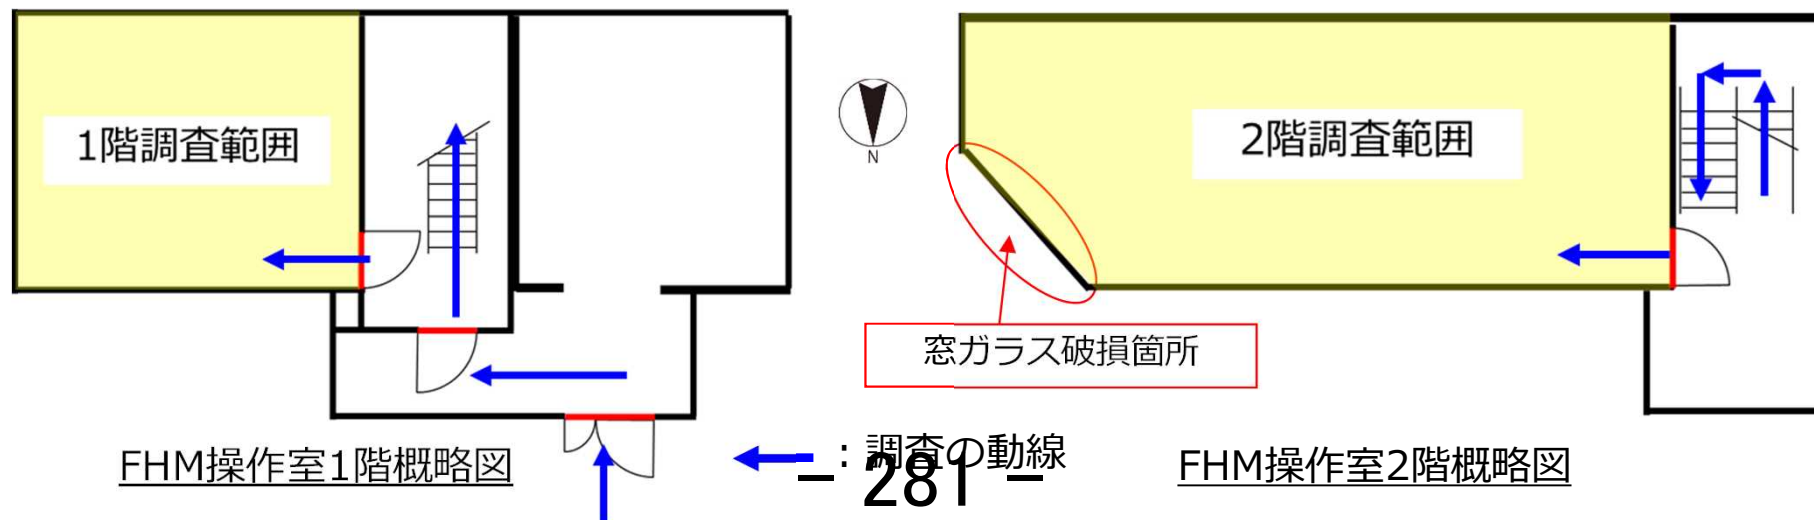 1階調査範囲
FHM操作室1階概略図
N
2階調査範囲
窓ガラス破損箇所
：調査の動線
FHM操作室2階概略図
− 281 −